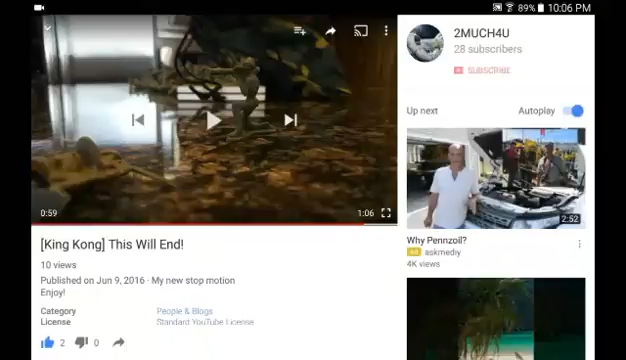 89% 10:06 PM
2MUCH4U
28 subscribers
SUBSCRIBE
Up next Autoplay
0:59 1:06
2:52
[King Kong] This Will End!
10 views
Published on Jun 9, 2016 · My new stop motion
Enjoy!
Category People & Blogs
License Standard YouTube License
2 0
Why Pennzoil?
Ad askmediy
4K views